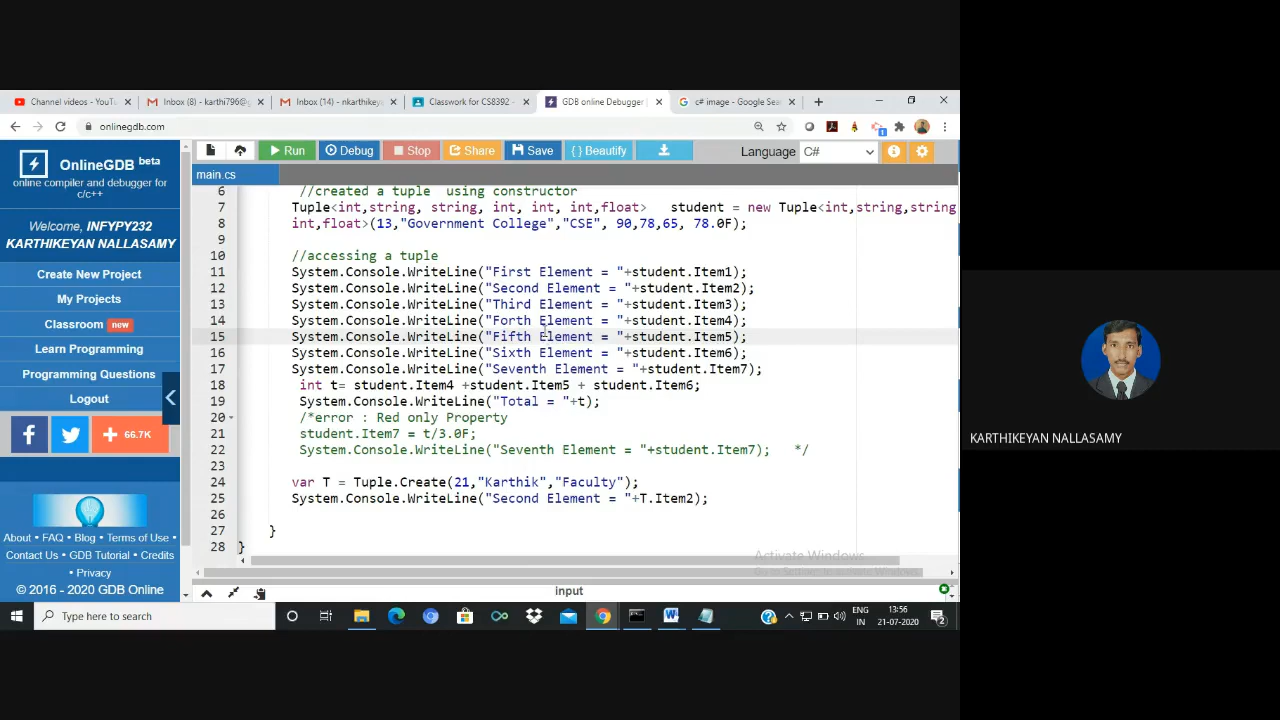 Channel videos - YouTu
Inbox (8) - karthi796@g
Inbox (14) - nkarthikey
Classwork for CS8392 -
GDB online Debugger
c# image - Google Sea
onlinegdb.com
OnlineGDB beta
online compiler and debugger for
c/c++
Welcome, INFYPY232
KARTHIKEYAN NALLASAMY
Create New Project
My Projects
Classroom new
Learn Programming
Programming Questions
Logout
66.7K
About • FAQ • Blog • Terms of Use •
Contact Us • GDB Tutorial • Credits
• Privacy
© 2016 - 2020 GDB Online
Run Debug Stop Share Save { } Beautify
Language C#
main.cs
6 //created a tuple using constructor
7 Tuple<int,string, string, int, int, int,float> student = new Tuple<int,string,string
8 int,float>(13,"Government College","CSE", 90,78,65, 78.0F);
9
10 //accessing a tuple
11 System.Console.WriteLine("First Element = "+student.Item1);
12 System.Console.WriteLine("Second Element = "+student.Item2);
13 System.Console.WriteLine("Third Element = "+student.Item3);
14 System.Console.WriteLine("Forth Element = "+student.Item4);
15 System.Console.WriteLine("Fifth Element = "+student.Item5);
16 System.Console.WriteLine("Sixth Element = "+student.Item6);
17 System.Console.WriteLine("Seventh Element = "+student.Item7);
18 int t= student.Item4 +student.Item5 + student.Item6;
19 System.Console.WriteLine("Total = "+t);
20 /*error : Red only Property
21 student.Item7 = t/3.0F;
22 System.Console.WriteLine("Seventh Element = "+student.Item7); */
23
24 var T = Tuple.Create(21,"Karthik","Faculty");
25 System.Console.WriteLine("Second Element = "+T.Item2);
26
27 }
28 }
Activate Windows
Go to Settings to activate Windows.
input
Type here to search
ENG
IN
13:56
21-07-2020
2
KARTHIKEYAN NALLASAMY